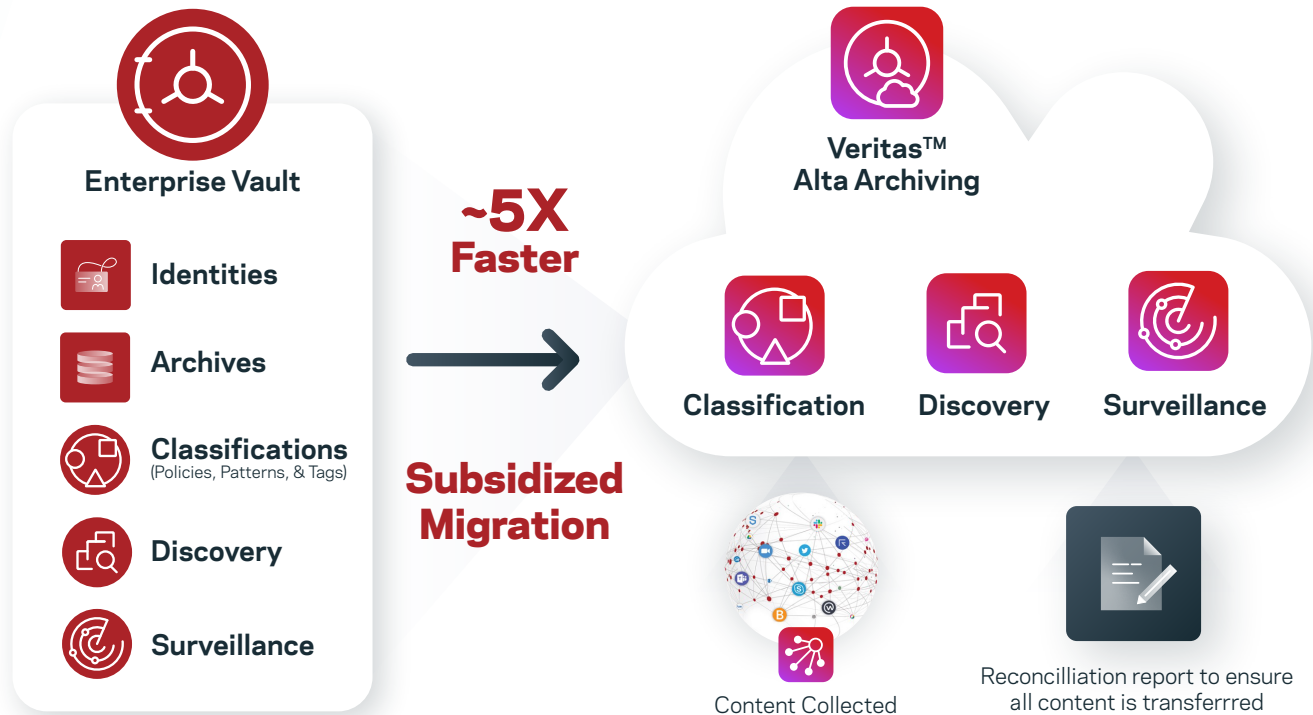 Enterprise Vault
Identities
Archives
Classifications
(Policies, Patterns, & Tags)
Discovery
Surveillance
~5X
Faster
Subsidized
Migration
Veritas™
Alta Archiving
Classification
Discovery
Surveillance
Content Collected
Reconcilliation report to ensure
all content is transferrred